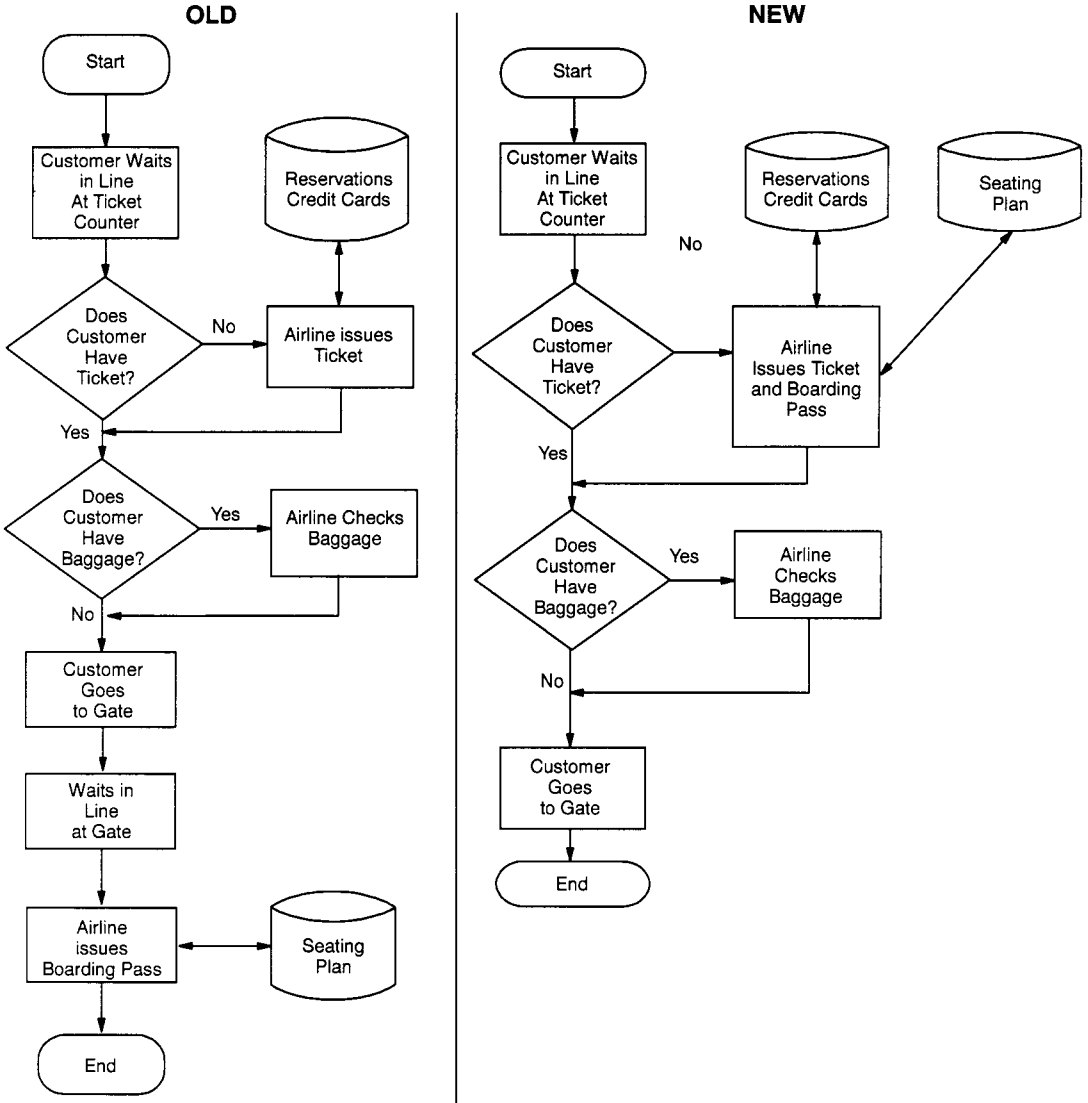 OLD
Start
Customer Waits
in Line
At Ticket
Counter
Reservations
Credit Cards
Does
Customer
Have
Ticket?
No
Airline issues
Ticket
Yes
Does
Customer
Have
Baggage?
Yes
Airline Checks
Baggage
No
Customer
Goes
to Gate
Waits in
Line
at Gate
Airline
issues
Boarding Pass
Seating
Plan
End
NEW
Start
Customer Waits
in Line
At Ticket
Counter
Reservations
Credit Cards
Seating
Plan
No
Does
Customer
Have
Ticket?
Airline
Issues Ticket
and Boarding
Pass
Yes
Does
Customer
Have
Baggage?
Yes
Airline
Checks
Baggage
No
Customer
Goes
to Gate
End